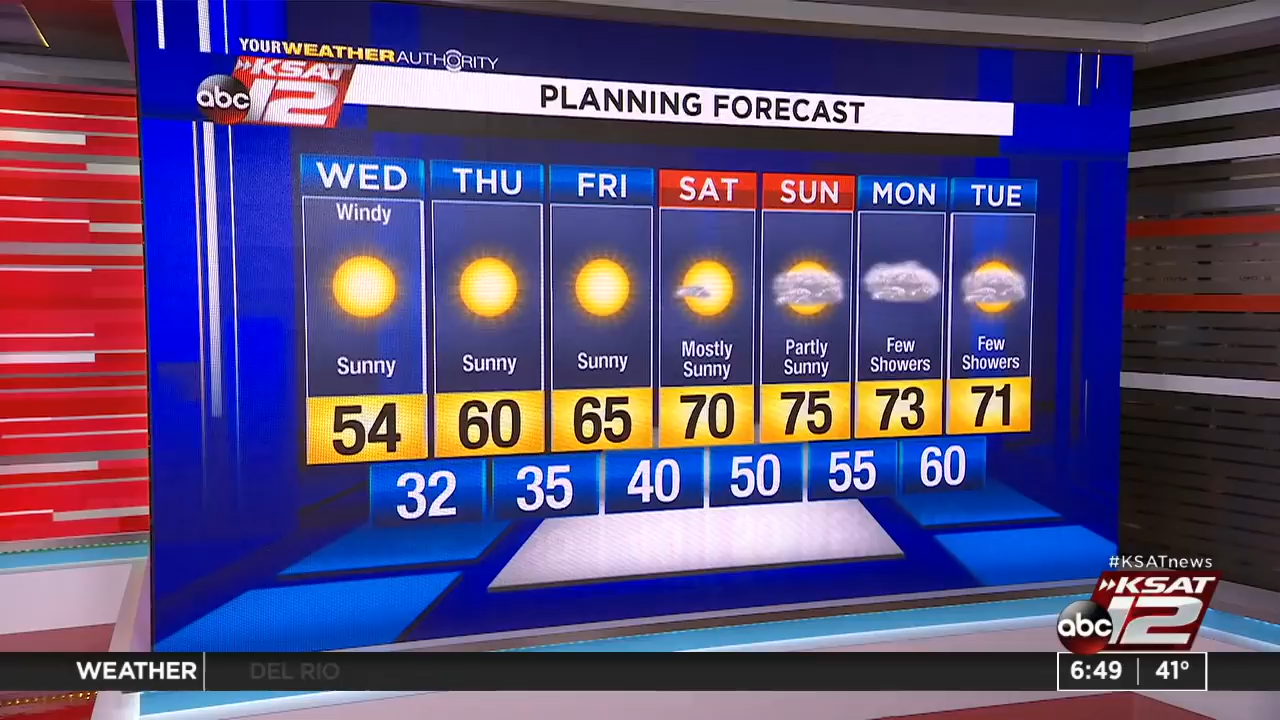 YOURWEATHERAUTHORITY
»KSAT
abc 12
PLANNING FORECAST
WED THU FRI SAT SUN MON TUE
Windy
Sunny Sunny Sunny Mostly Sunny Partly Sunny Few Showers Few Showers
54 60 65 70 75 73 71
32 35 40 50 55 60
#KSATnews
»KSAT
abc 12
WEATHER DEL RIO
6:49 41°